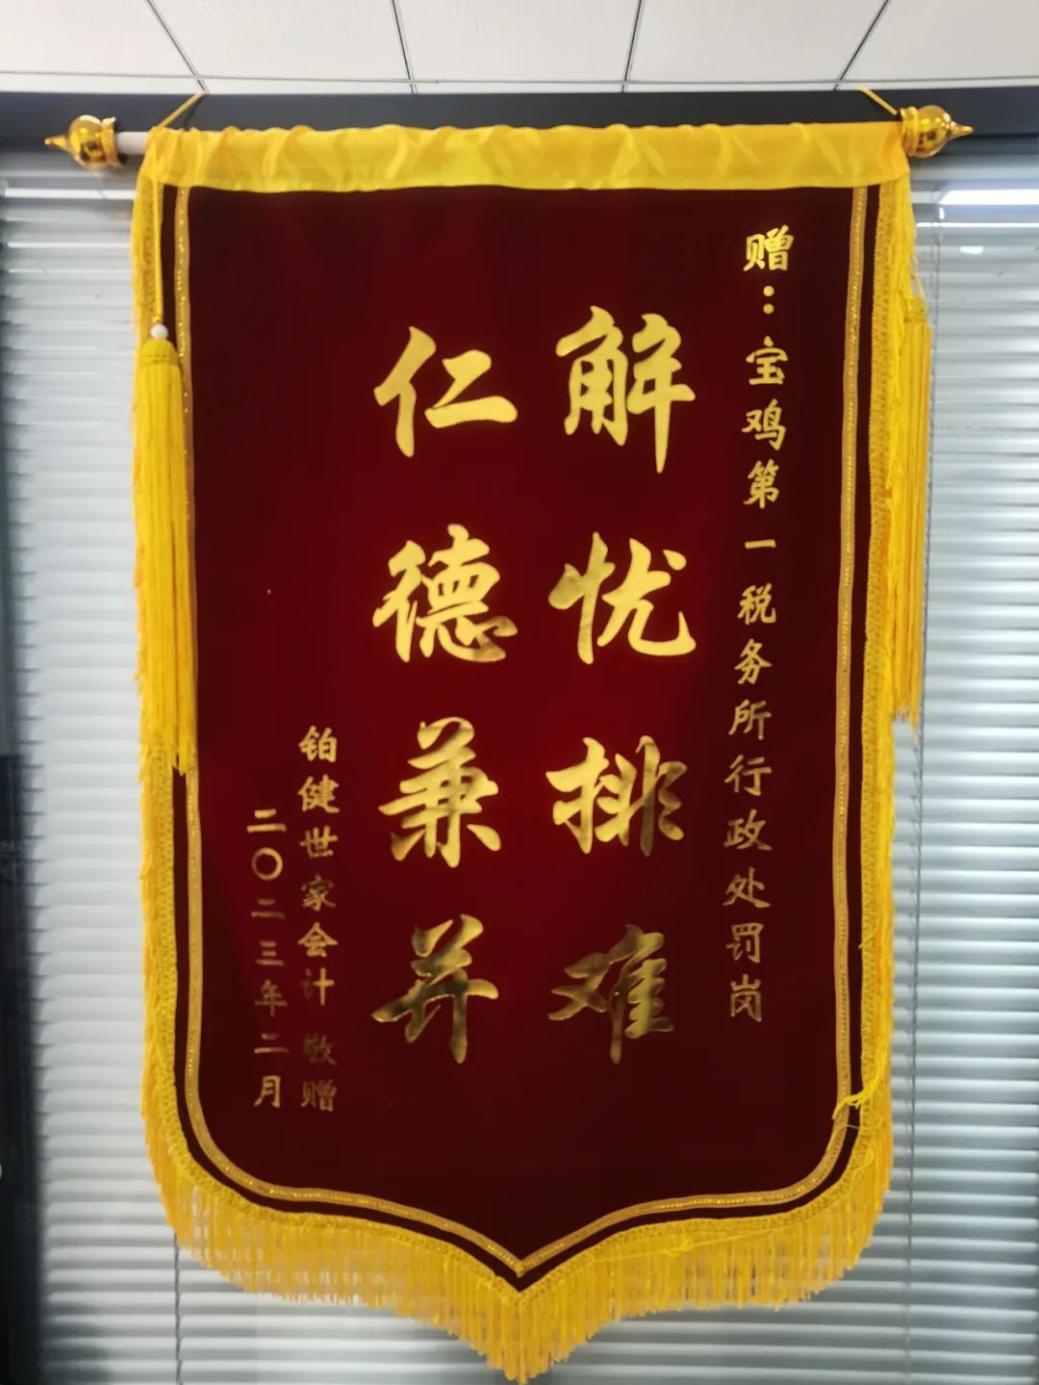 赠：宝鸡第一税务所行政处罚岗
解忧排难
仁德兼并
铂健世家会计 敬赠
二〇二三年二月